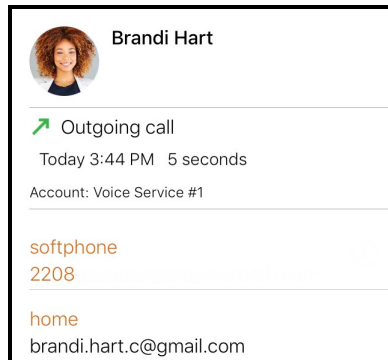 Brandi Hart
Outgoing call
Today 3:44 PM 5 seconds
Account: Voice Service #1
softphone
2208
home
brandi.hart.c@gmail.com